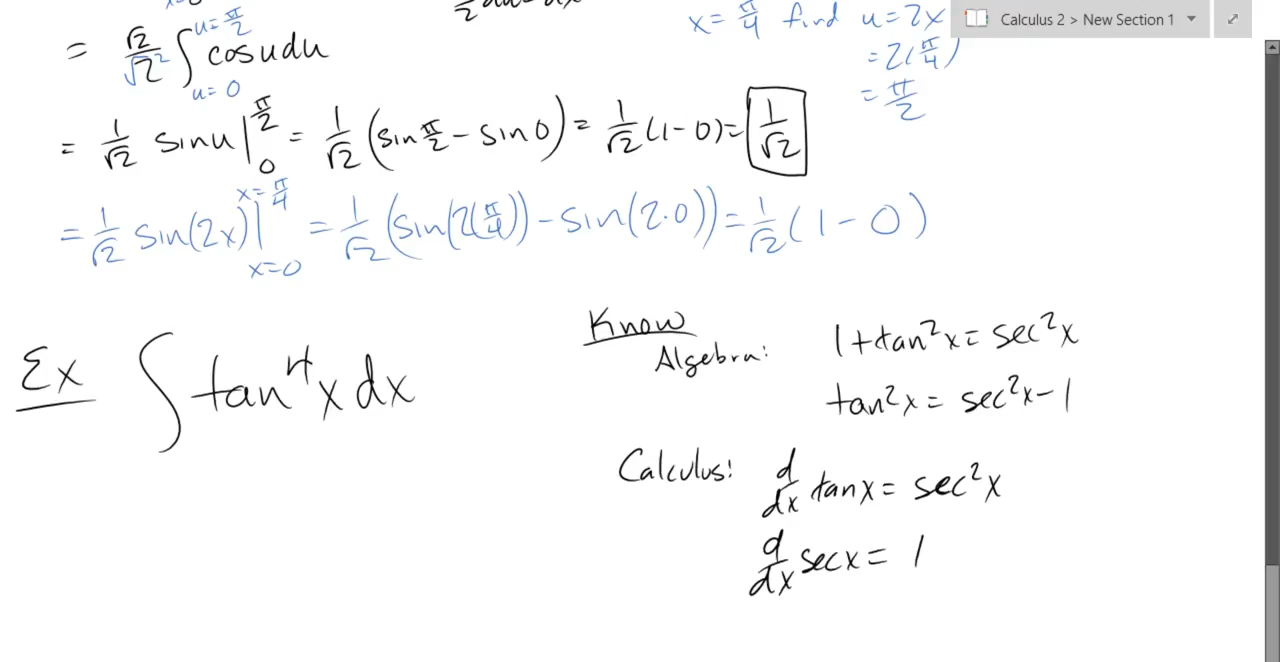 Calculus 2 > New Section 1
u = π/2
x = π/4 find u = 2x
= √2/√2² ∫ cos u du
= 2(π/4)
u = 0
= π/2
= 1/√2 sin u |₀^π/2 = 1/√2 (sin π/2 − sin 0) = 1/√2 (1 − 0) = 1/√2
x = π/4
= 1/√2 sin(2x) | = 1/√2 (sin(2(π/4)) − sin(2·0)) = 1/√2 (1 − 0)
x = 0
Know
Ex ∫ tan⁴x dx
Algebra: 1 + tan²x = sec²x
tan²x = sec²x − 1
Calculus: d/dx tan x = sec²x
d/dx sec x = 1